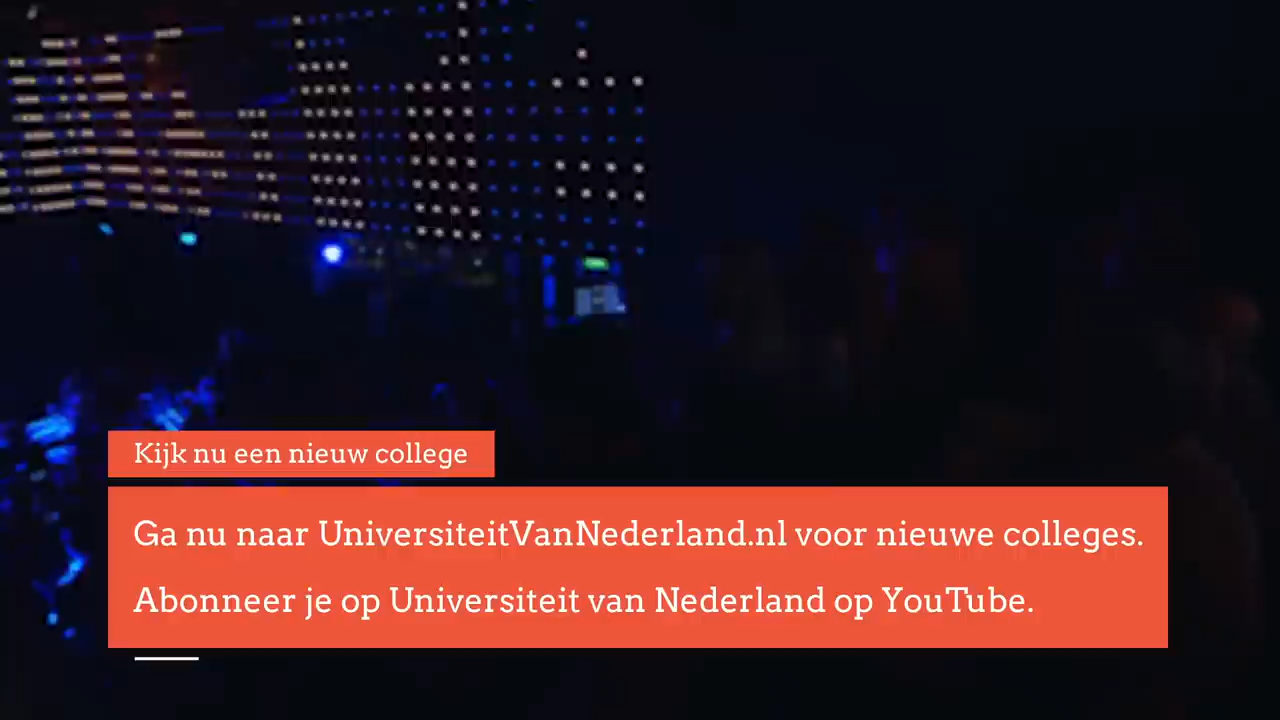 Kijk nu een nieuw college
Ga nu naar UniversiteitVanNederland.nl voor nieuwe colleges.
Abonneer je op Universiteit van Nederland op YouTube.